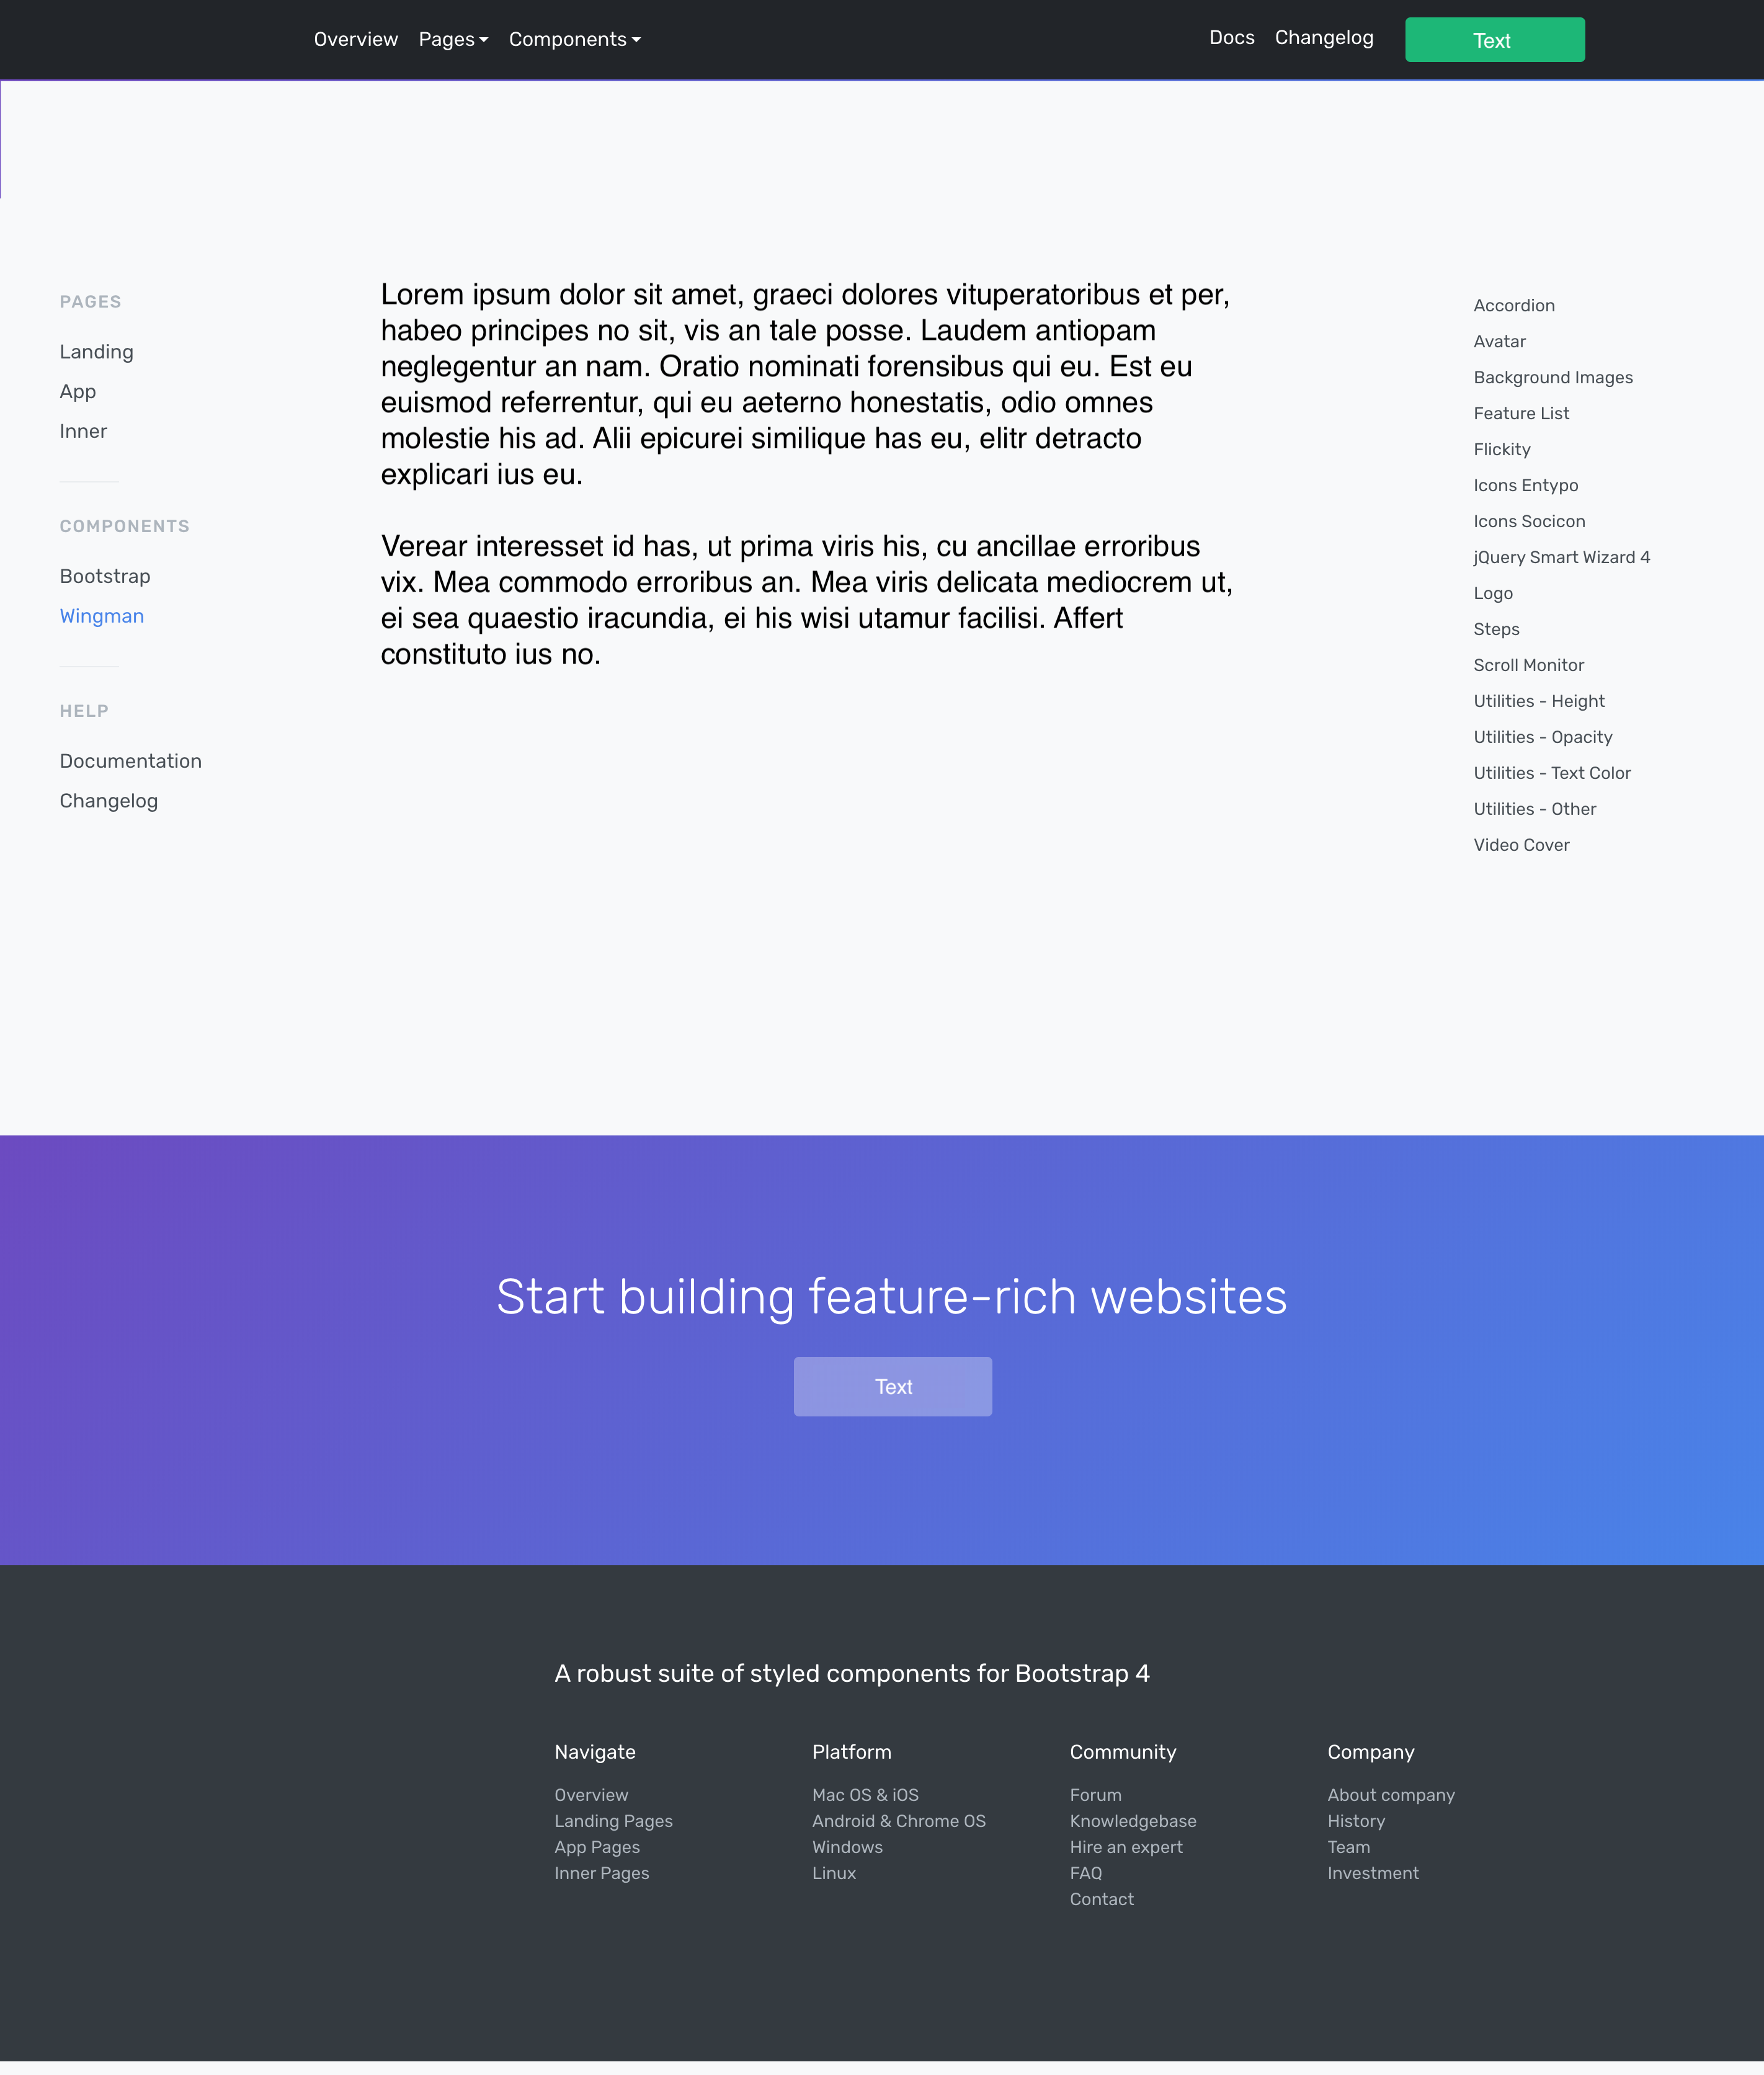 Overview Pages Components Docs Changelog Text
PAGES
Landing
App
Inner
COMPONENTS
Bootstrap
Wingman
HELP
Documentation
Changelog
Lorem ipsum dolor sit amet, graeci dolores vituperatoribus et per,
habeo principes no sit, vis an tale posse. Laudem antiopam
neglegentur an nam. Oratio nominati forensibus qui eu. Est eu
euismod referrentur, qui eu aeterno honestatis, odio omnes
molestie his ad. Alii epicurei similique has eu, elitr detracto
explicari ius eu.
Verear interesset id has, ut prima viris his, cu ancillae erroribus
vix. Mea commodo erroribus an. Mea viris delicata mediocrem ut,
ei sea quaestio iracundia, ei his wisi utamur facilisi. Affert
constituto ius no.
Accordion
Avatar
Background Images
Feature List
Flickity
Icons Entypo
Icons Socicon
jQuery Smart Wizard 4
Logo
Steps
Scroll Monitor
Utilities - Height
Utilities - Opacity
Utilities - Text Color
Utilities - Other
Video Cover
Start building feature-rich websites
Text
A robust suite of styled components for Bootstrap 4
Navigate
Overview
Landing Pages
App Pages
Inner Pages
Platform
Mac OS & iOS
Android & Chrome OS
Windows
Linux
Community
Forum
Knowledgebase
Hire an expert
FAQ
Contact
Company
About company
History
Team
Investment